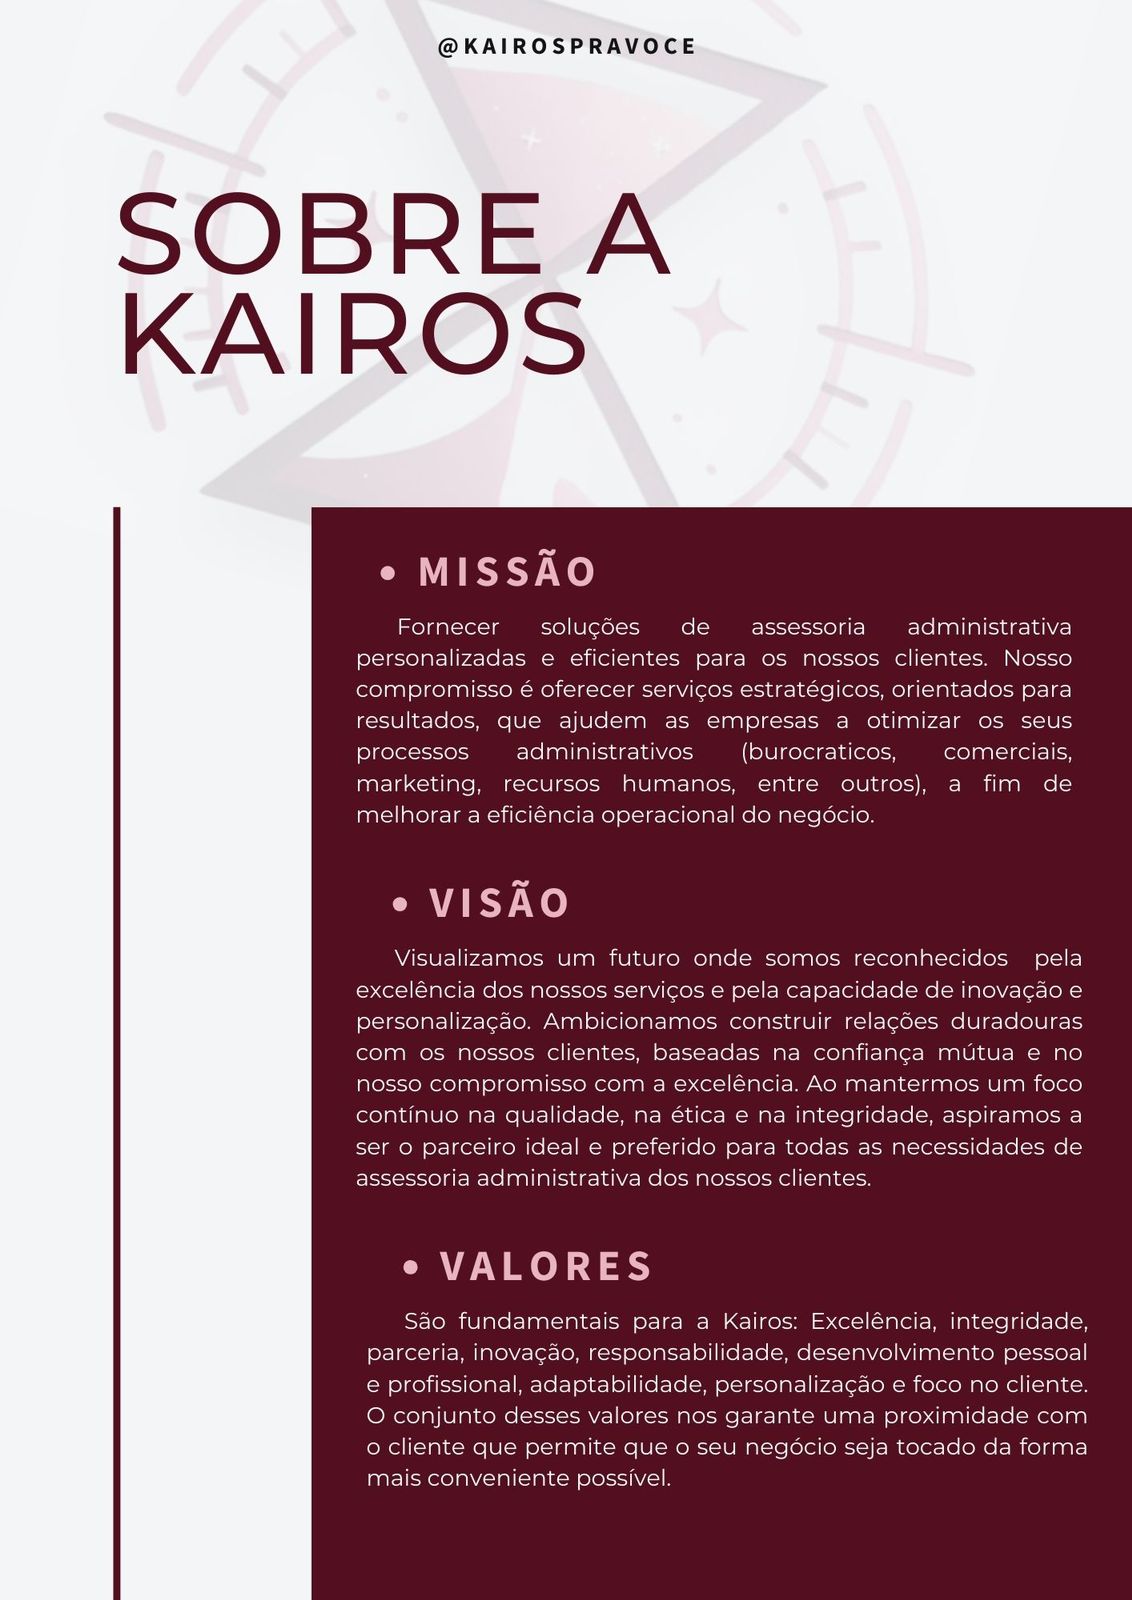 @KAIROSPRAVOCE
SOBRE A
KAIROS
• MISSÃO
Fornecer soluções de assessoria administrativa
personalizadas e eficientes para os nossos clientes. Nosso
compromisso é oferecer serviços estratégicos, orientados para
resultados, que ajudem as empresas a otimizar os seus
processos administrativos (burocraticos, comerciais,
marketing, recursos humanos, entre outros), a fim de
melhorar a eficiência operacional do negócio.
• VISÃO
Visualizamos um futuro onde somos reconhecidos pela
excelência dos nossos serviços e pela capacidade de inovação e
personalização. Ambicionamos construir relações duradouras
com os nossos clientes, baseadas na confiança mútua e no
nosso compromisso com a excelência. Ao mantermos um foco
contínuo na qualidade, na ética e na integridade, aspiramos a
ser o parceiro ideal e preferido para todas as necessidades de
assessoria administrativa dos nossos clientes.
• VALORES
São fundamentais para a Kairos: Excelência, integridade,
parceria, inovação, responsabilidade, desenvolvimento pessoal
e profissional, adaptabilidade, personalização e foco no cliente.
O conjunto desses valores nos garante uma proximidade com
o cliente que permite que o seu negócio seja tocado da forma
mais conveniente possível.